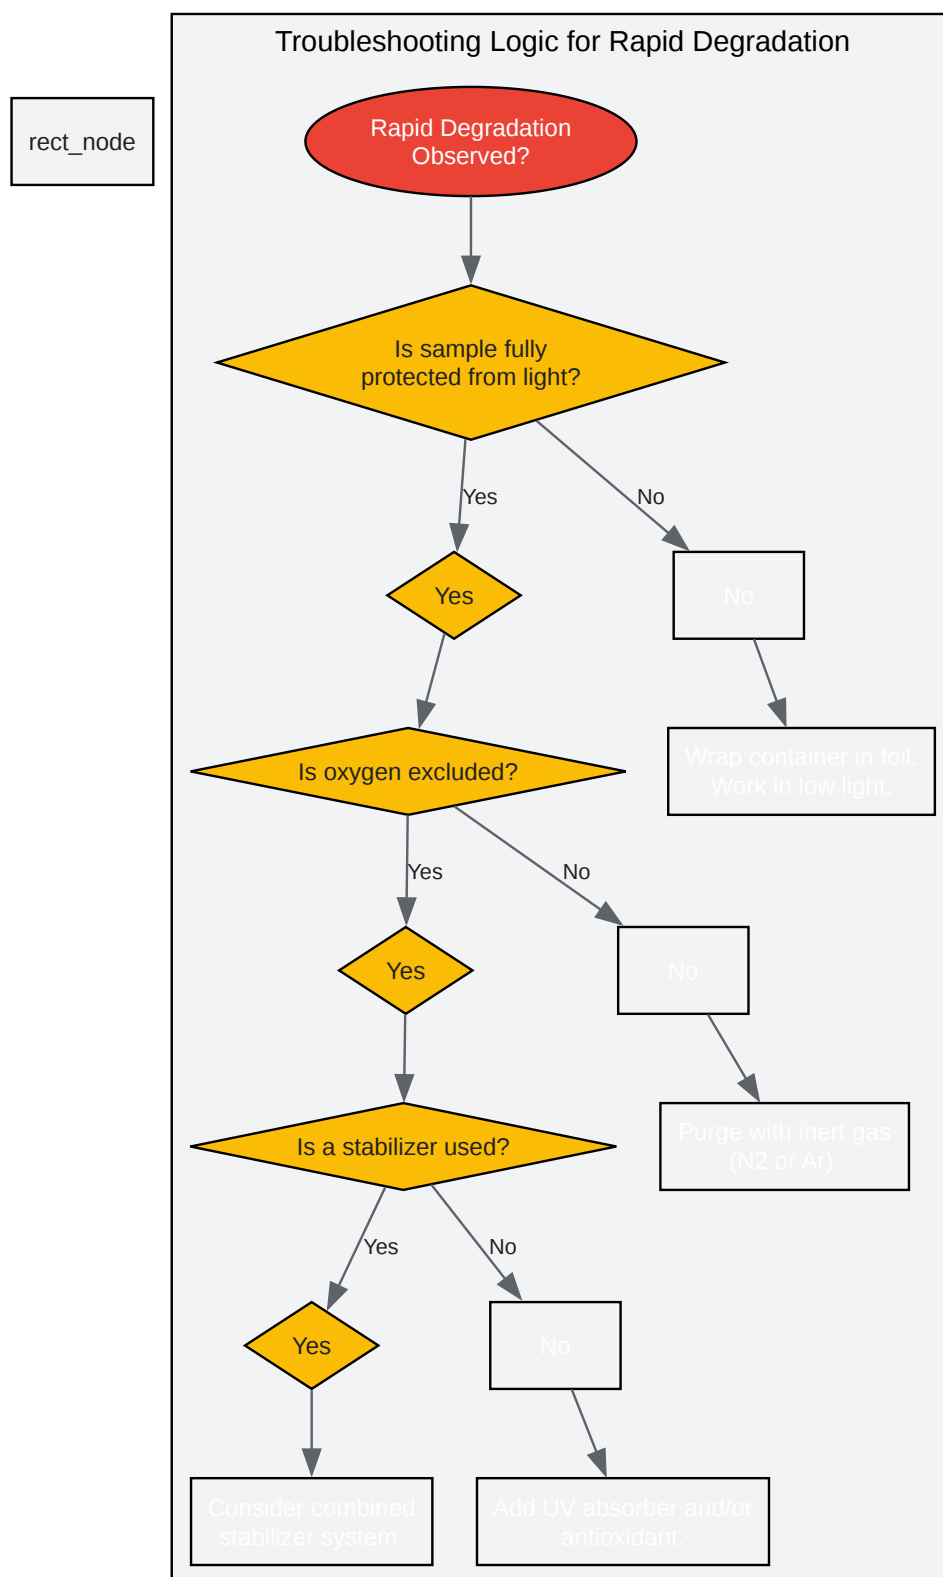 Troubleshooting Logic for Rapid Degradation
rect_node
Rapid Degradation
Observed?
Is sample fully
protected from light?
Yes
No
Yes
No
Is oxygen excluded?
Wrap container in foil.
Work in low light.
Yes
No
Yes
No
Is a stabilizer used?
Purge with inert gas
(N2 or Ar).
Yes
No
Yes
No
Consider combined
stabilizer system.
Add UV absorber and/or
antioxidant.